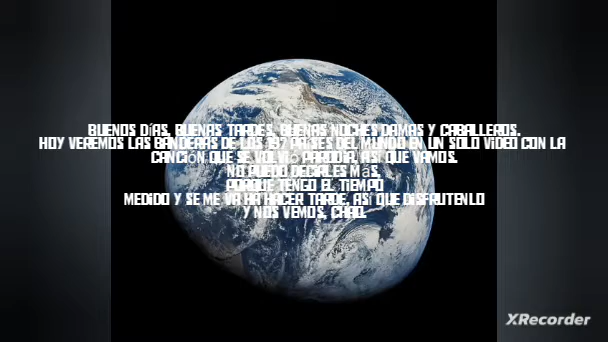 BUENOS DÍAS, BUENAS TARDES, BUENAS NOCHES DAMAS Y CABALLEROS.
HOY VEREMOS LAS BANDERAS DE LOS 197 PAÍSES DEL MUNDO EN UN SOLO VIDEO CON LA
CANCIÓN QUE SE VOLVIÓ PARODIA, ASÍ QUE VAMOS.
NO PUEDO DECIRLES MÁS,
PORQUE TENGO EL TIEMPO
MEDIDO Y SE ME VA HA HACER TARDE, ASÍ QUE DISFRUTENLO
Y NOS VEMOS, CHAO.
XRecorder